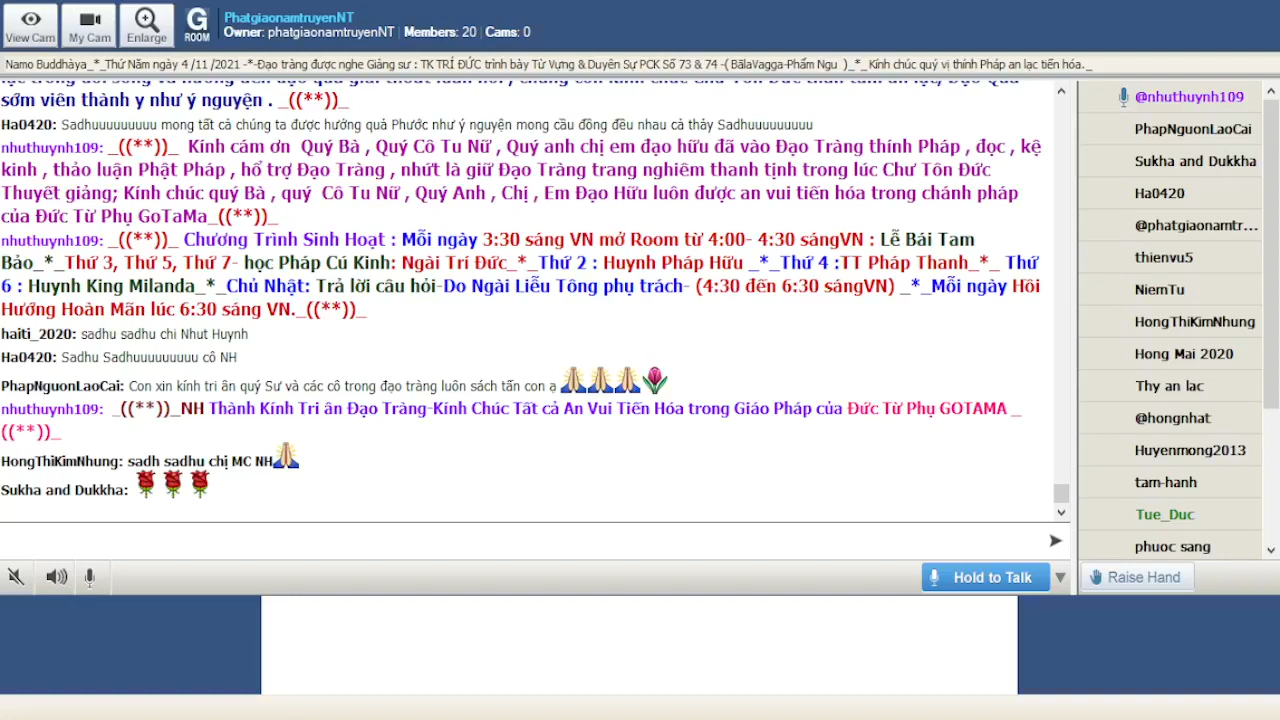 View Cam
My Cam
Enlarge
G
ROOM
PhatgiaonamtruyenNT
Owner: phatgiaonamtruyenNT | Members: 20 | Cams: 0
Namo Buddhàya_*_Thứ Năm ngày 4 /11 /2021 -*-Đạo tràng được nghe Giảng sư : TK TRÍ ĐỨC trình bày Từ Vựng & Duyên Sự PCK Số 73 & 74 -( BālaVagga-Phẩm Ngu )_*_Kính chúc quý vị thính Pháp an lạc tiến hóa._
sớm viên thành y như ý nguyện . _((**))_
Ha0420: Sadhuuuuuuuuu mong tất cả chúng ta được hưởng quả Phước như ý nguyện mong cầu đồng đều nhau cả thảy Sadhuuuuuuuuu
nhuthuynh109: _((**))_ Kính cám ơn Quý Bà , Quý Cô Tu Nữ , Quý anh chị em đạo hữu đã vào Đạo Tràng thính Pháp , đọc , kệ
kinh , thảo luận Phật Pháp , hổ trợ Đạo Tràng , nhứt là giữ Đạo Tràng trang nghiêm thanh tịnh trong lúc Chư Tôn Đức
Thuyết giảng; Kính chúc quý Bà , quý Cô Tu Nữ , Quý Anh , Chị , Em Đạo Hữu luôn được an vui tiến hóa trong chánh pháp
của Đức Từ Phụ GoTaMa_((**))_
nhuthuynh109: _((**))_ Chương Trình Sinh Hoạt : Mỗi ngày 3:30 sáng VN mở Room từ 4:00- 4:30 sángVN : Lễ Bái Tam
Bảo_*_Thứ 3, Thứ 5, Thứ 7- học Pháp Cú Kinh: Ngài Trí Đức_*_Thứ 2 : Huynh Pháp Hữu _*_Thứ 4 :TT Pháp Thanh_*_ Thứ
6 : Huynh King Milanda_*_Chủ Nhật: Trả lời câu hỏi-Do Ngài Liễu Tông phụ trách- (4:30 đến 6:30 sángVN) _*_Mỗi ngày Hồi
Hướng Hoàn Mãn lúc 6:30 sáng VN._((**))_
haiti_2020: sadhu sadhu chi Nhut Huynh
Ha0420: Sadhu Sadhuuuuuuuuu cô NH
PhapNguonLaoCai: Con xin kính tri ân quý Sư và các cô trong đạo tràng luôn sách tấn con ạ
nhuthuynh109: _((**))_NH Thành Kính Tri ân Đạo Tràng-Kính Chúc Tất cả An Vui Tiến Hóa trong Giáo Pháp của Đức Từ Phụ GOTAMA _
((**))_
HongThiKimNhung: sadh sadhu chị MC NH
Sukha and Dukkha:
@nhuthuynh109
PhapNguonLaoCai
Sukha and Dukkha
Ha0420
@phatgiaonamtr...
thienvu5
NiemTu
HongThiKimNhung
Hong Mai 2020
Thy an lac
@hongnhat
Huyenmong2013
tam-hanh
Tue_Duc
phuoc sang
Hold to Talk
Raise Hand